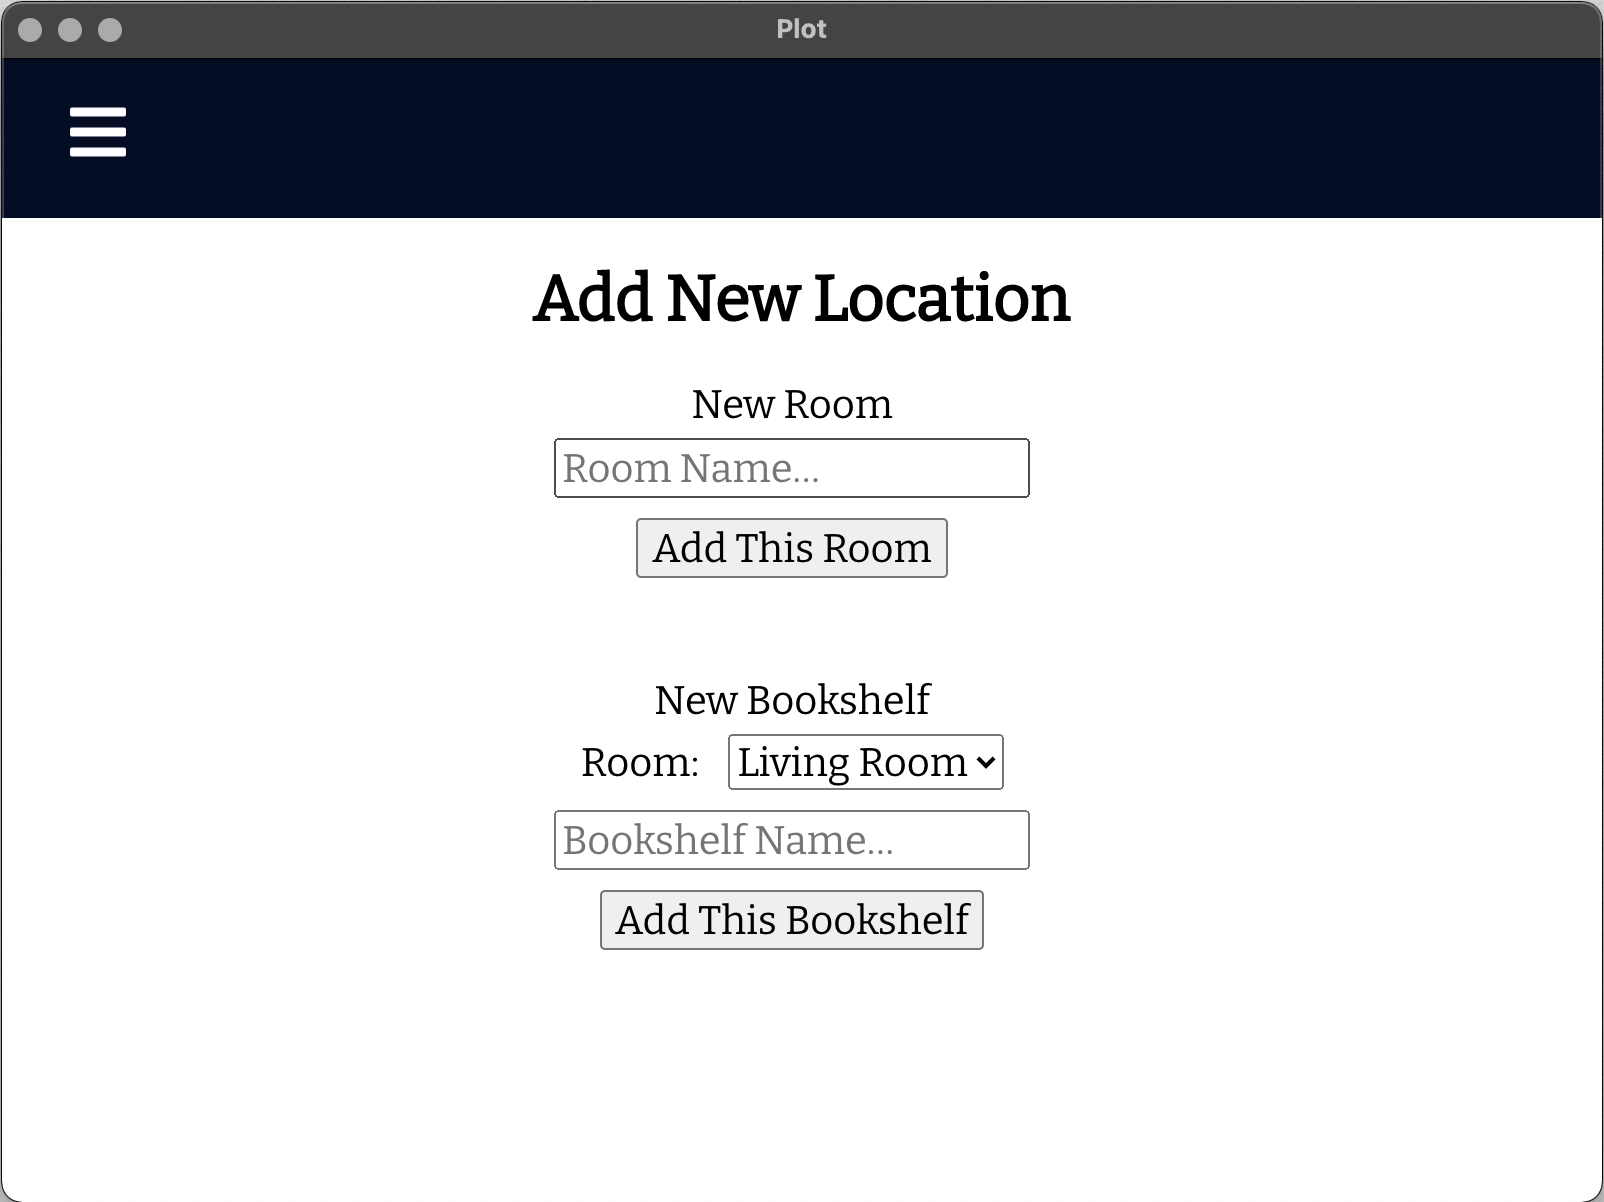 Plot
Add New Location
New Room
Room Name...
Add This Room
New Bookshelf
Room: Living Room
Bookshelf Name...
Add This Bookshelf